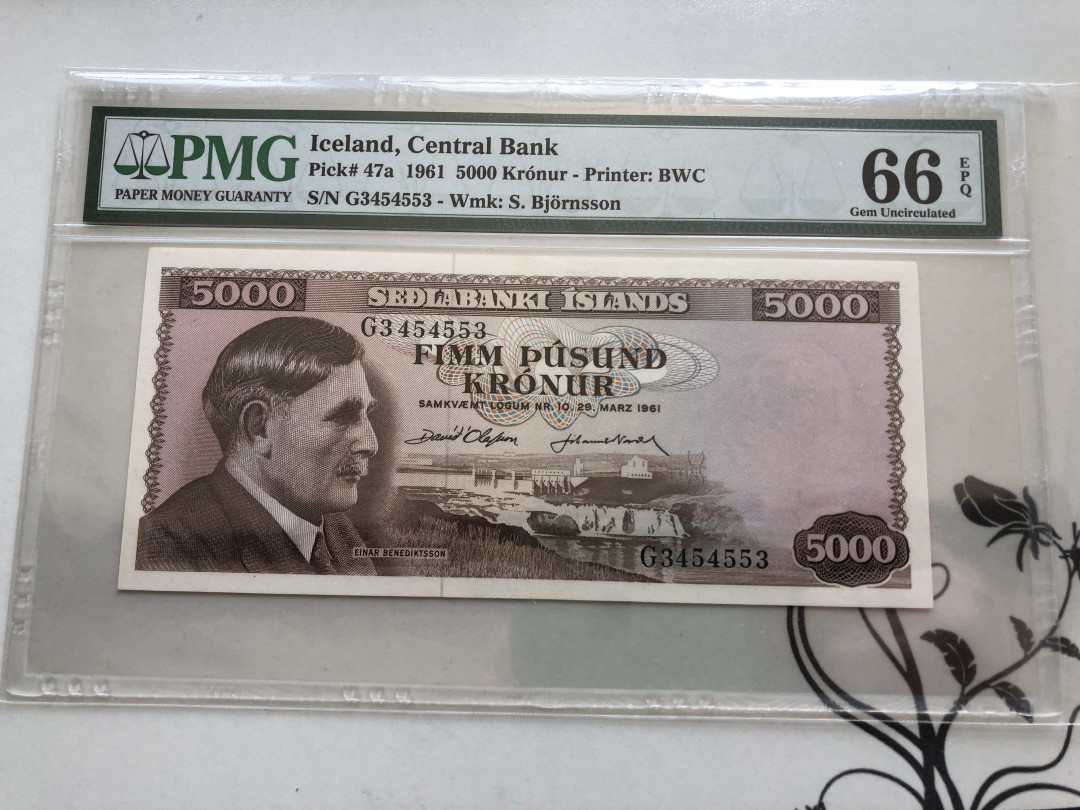 PMG
PAPER MONEY GUARANTY
Iceland, Central Bank
Pick# 47a 1961 5000 Krónur - Printer: BWC
S/N G3454553 - Wmk: S. Björnsson
66
EPQ
Gem Uncirculated
5000
SEÐLABANKI ÍSLANDS
5000
G3454553
FIMM ÞÚSUND
KRÓNUR
SAMKVÆMT LÖGUM NR. 10, 29. MARZ 1961
EINAR BENEDIKTSSON
G3454553
5000